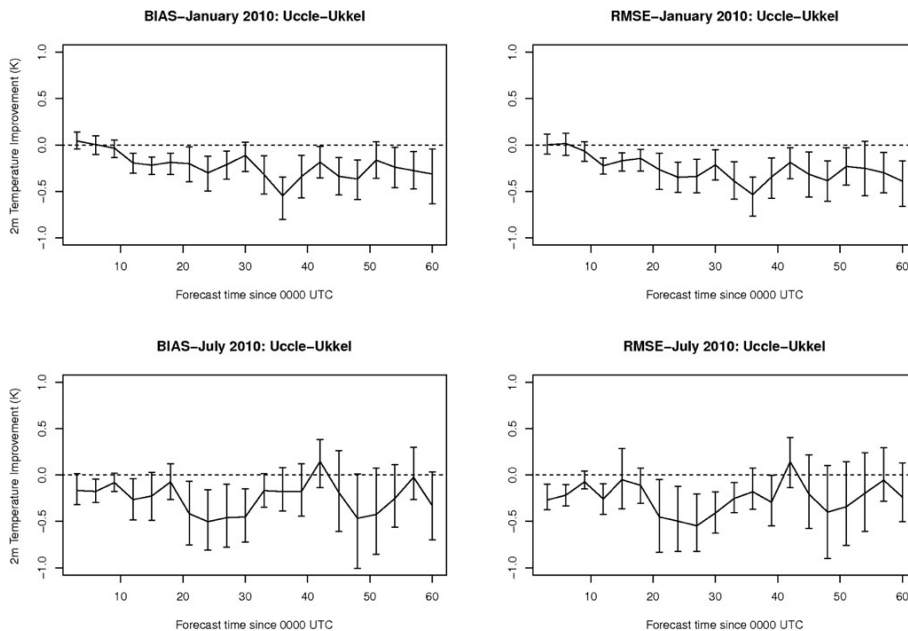 BIAS−January 2010: Uccle−Ukkel
2m Temperature Improvement (K)
1.0
0.5
0.0
−0.5
−1.0
10 20 30 40 50 60
Forecast time since 0000 UTC
RMSE−January 2010: Uccle−Ukkel
1.0
0.5
0.0
−0.5
−1.0
10 20 30 40 50 60
Forecast time since 0000 UTC
BIAS−July 2010: Uccle−Ukkel
2m Temperature Improvement (K)
1.0
0.5
0.0
−0.5
−1.0
10 20 30 40 50 60
Forecast time since 0000 UTC
RMSE−July 2010: Uccle−Ukkel
1.0
0.5
0.0
−0.5
−1.0
10 20 30 40 50 60
Forecast time since 0000 UTC